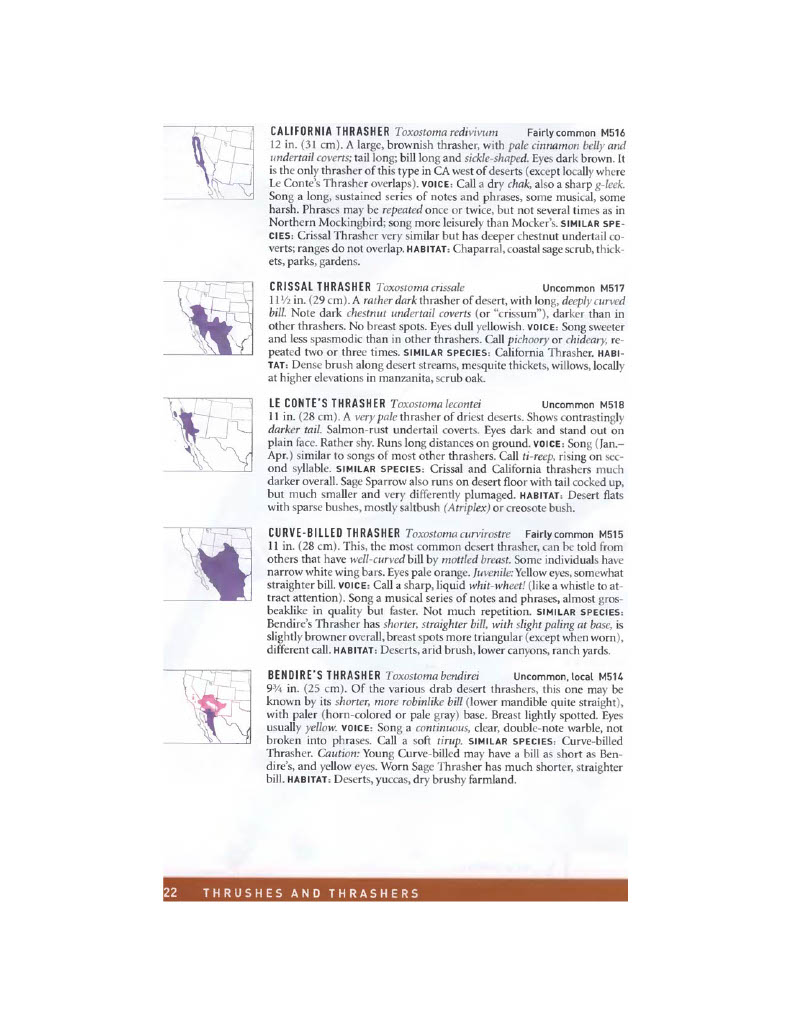 CALIFORNIA THRASHER Toxostoma redivivum Fairly common M516
12 in. (31 cm). A large, brownish thrasher, with pale cinnamon belly and
undertail coverts; tail long; bill long and sickle-shaped. Eyes dark brown. It
is the only thrasher of this type in CA west of deserts (except locally where
Le Conte's Thrasher overlaps). VOICE: Call a dry chak, also a sharp g-leek.
Song a long, sustained series of notes and phrases, some musical, some
harsh. Phrases may be repeated once or twice, but not several times as in
Northern Mockingbird; song more leisurely than Mocker's. SIMILAR SPE-
CIES: Crissal Thrasher very similar but has deeper chestnut undertail co-
verts; ranges do not overlap. HABITAT: Chaparral, coastal sage scrub, thick-
ets, parks, gardens.
CRISSAL THRASHER Toxostoma crissale Uncommon M517
11½ in. (29 cm). A rather dark thrasher of desert, with long, deeply curved
bill. Note dark chestnut undertail coverts (or "crissum"), darker than in
other thrashers. No breast spots. Eyes dull yellowish. VOICE: Song sweeter
and less spasmodic than in other thrashers. Call pichoory or chideary, re-
peated two or three times. SIMILAR SPECIES: California Thrasher. HABI-
TAT: Dense brush along desert streams, mesquite thickets, willows, locally
at higher elevations in manzanita, scrub oak.
LE CONTE'S THRASHER Toxostoma lecontei Uncommon M518
11 in. (28 cm). A very pale thrasher of driest deserts. Shows contrastingly
darker tail. Salmon-rust undertail coverts. Eyes dark and stand out on
plain face. Rather shy. Runs long distances on ground. VOICE: Song (Jan.–
Apr.) similar to songs of most other thrashers. Call ti-reep, rising on sec-
ond syllable. SIMILAR SPECIES: Crissal and California thrashers much
darker overall. Sage Sparrow also runs on desert floor with tail cocked up,
but much smaller and very differently plumaged. HABITAT: Desert flats
with sparse bushes, mostly saltbush (Atriplex) or creosote bush.
CURVE-BILLED THRASHER Toxostoma curvirostre Fairly common M515
11 in. (28 cm). This, the most common desert thrasher, can be told from
others that have well-curved bill by mottled breast. Some individuals have
narrow white wing bars. Eyes pale orange. Juvenile: Yellow eyes, somewhat
straighter bill. VOICE: Call a sharp, liquid whit-wheet! (like a whistle to at-
tract attention). Song a musical series of notes and phrases, almost gros-
beaklike in quality but faster. Not much repetition. SIMILAR SPECIES:
Bendire's Thrasher has shorter, straighter bill, with slight paling at base, is
slightly browner overall, breast spots more triangular (except when worn),
different call. HABITAT: Deserts, arid brush, lower canyons, ranch yards.
BENDIRE'S THRASHER Toxostoma bendirei Uncommon, local M514
9¾ in. (25 cm). Of the various drab desert thrashers, this one may be
known by its shorter, more robinlike bill (lower mandible quite straight),
with paler (horn-colored or pale gray) base. Breast lightly spotted. Eyes
usually yellow. VOICE: Song a continuous, clear, double-note warble, not
broken into phrases. Call a soft tirup. SIMILAR SPECIES: Curve-billed
Thrasher. Caution: Young Curve-billed may have a bill as short as Ben-
dire's, and yellow eyes. Worn Sage Thrasher has much shorter, straighter
bill. HABITAT: Deserts, yuccas, dry brushy farmland.
22 THRUSHES AND THRASHERS